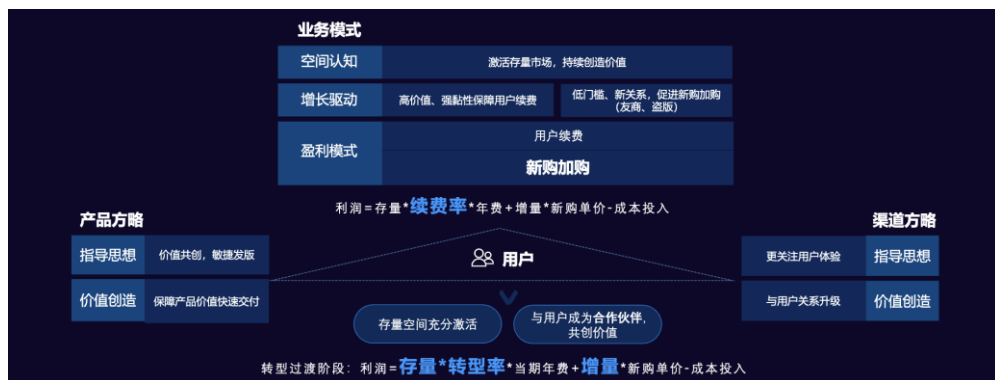 业务模式
空间认知
激活存量市场，持续创造价值
增长驱动
高价值、强黏性保障用户续费
低门槛、新关系，促进新购加购
（友商、盗版）
盈利模式
用户续费
新购加购
利润=存量*续费率*年费+增量*新购单价-成本投入
产品方略
指导思想
价值共创，敏捷发版
价值创造
保障产品价值快速交付
用户
渠道方略
更关注用户体验
指导思想
与用户关系升级
价值创造
存量空间充分激活
与用户成为合作伙伴，
共创价值
转型过渡阶段：利润=存量*转型率*当期年费+增量*新购单价-成本投入